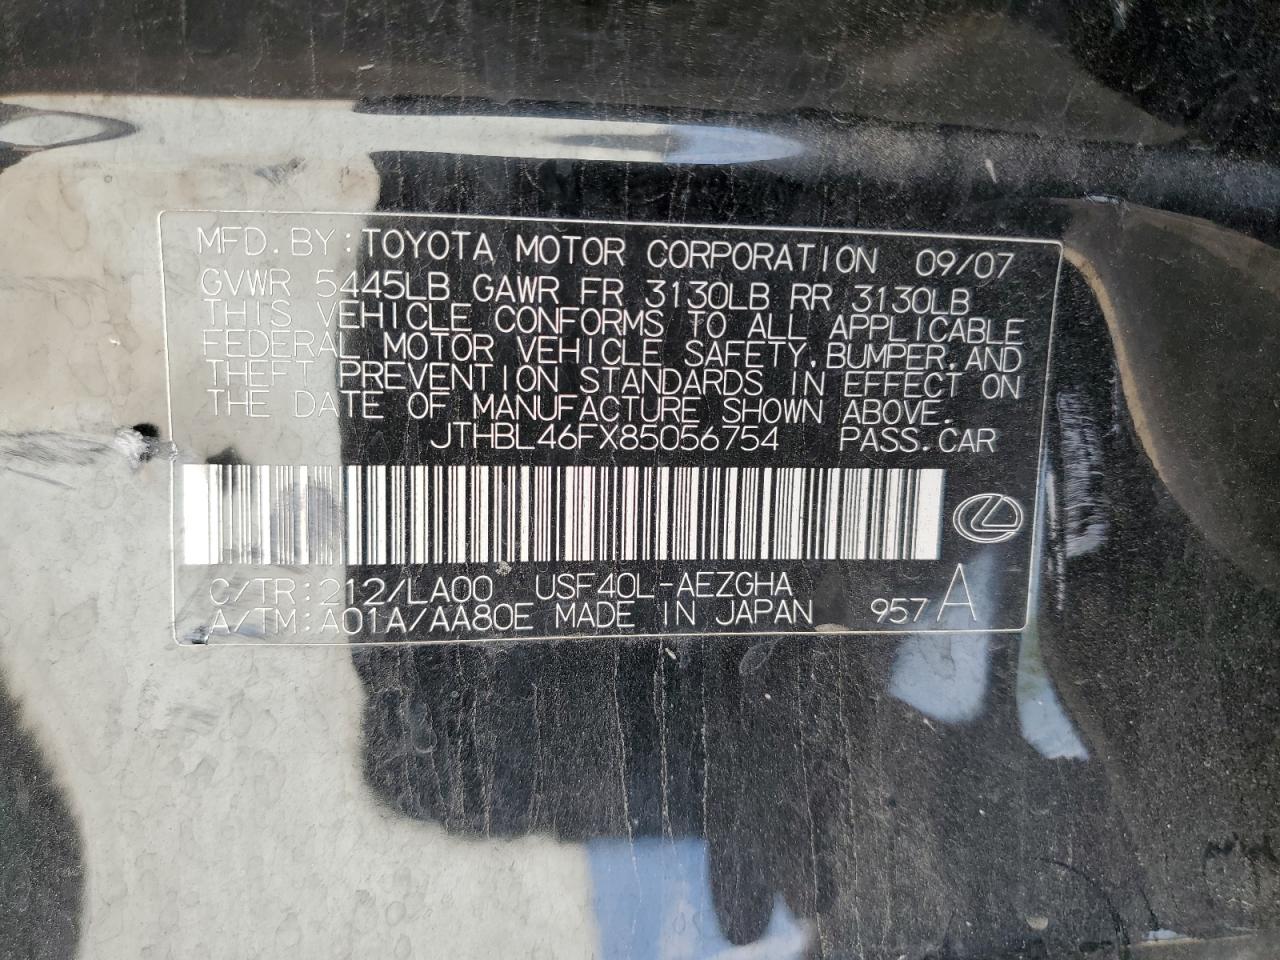 MFD. BY: TOYOTA MOTOR CORPORATION 09/07
GVWR 5445LB GAWR FR 3130LB RR 3130LB
THIS VEHICLE CONFORMS TO ALL APPLICABLE
FEDERAL MOTOR VEHICLE SAFETY, BUMPER, AND
THEFT PREVENTION STANDARDS IN EFFECT ON
THE DATE OF MANUFACTURE SHOWN ABOVE.
JTHBL46FX85056754 PASS. CAR
C/TR: 212/LA00 USF40L-AEZGHA
A/TM: A01A/AA80E MADE IN JAPAN 957 A